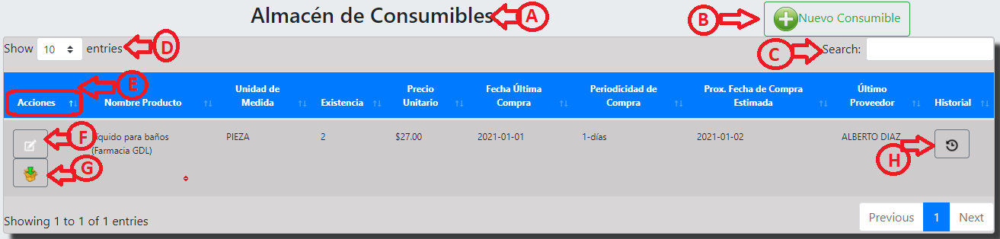 Almacén de Consumibles
A
B
Nuevo Consumible
Show 10 entries
D
C
Search:
E
Acciones
Nombre Producto
Unidad de
Medida
Existencia
Precio
Unitario
Fecha Última
Compra
Periodicidad de
Compra
Prox. Fecha de Compra
Estimada
Último
Proveedor
Historial
F
íquido para baños
(Farmacia GDL)
PIEZA
2
$27.00
2021-01-01
1-días
2021-01-02
ALBERTO DIAZ
G
H
Showing 1 to 1 of 1 entries
Previous 1 Next